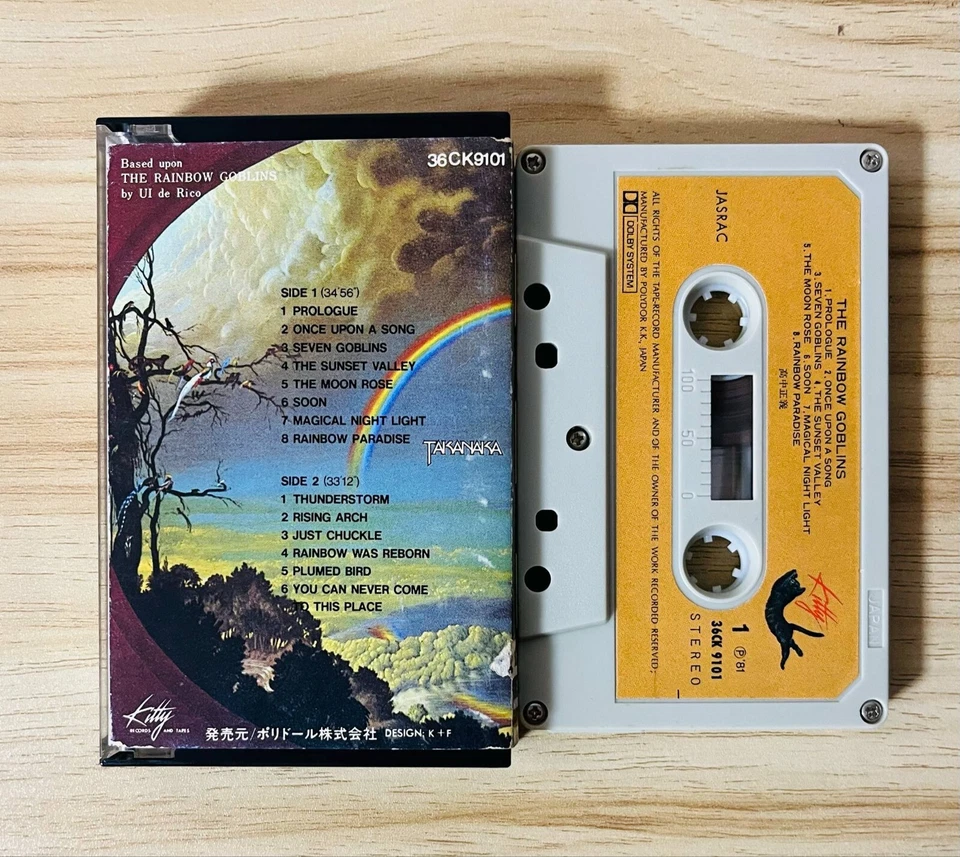 Based upon
THE RAINBOW GOBLINS
by UI de Rico
36CK9101
SIDE 1 (34'56")
1 PROLOGUE
2 ONCE UPON A SONG
3 SEVEN GOBLINS
4 THE SUNSET VALLEY
5 THE MOON ROSE
6 SOON
7 MAGICAL NIGHT LIGHT
8 RAINBOW PARADISE
TAKANAKA
SIDE 2 (33'12")
1 THUNDERSTORM
2 RISING ARCH
3 JUST CHUCKLE
4 RAINBOW WAS REBORN
5 PLUMED BIRD
6 YOU CAN NEVER COME
TO THIS PLACE
Kitty
RECORDS AND TAPES
発売元/ポリドール株式会社 DESIGN; K+F
THE RAINBOW GOBLINS
1. PROLOGUE 2. ONCE UPON A SONG
3. SEVEN GOBLINS 4. THE SUNSET VALLEY
5. THE MOON ROSE 6. SOON 7. MAGICAL NIGHT LIGHT
8. RAINBOW PARADISE
高中正義
JASRAC
100 50 0
Kitty
1 Ⓟ'81
36CK 9101
STEREO
ALL RIGHTS OF THE TAPE-RECORD MANUFACTURER AND OF THE OWNER OF THE WORK RECORDED RESERVED;
MANUFACTURED BY POLYDOR K.K., JAPAN
DOLBY SYSTEM
JAPAN